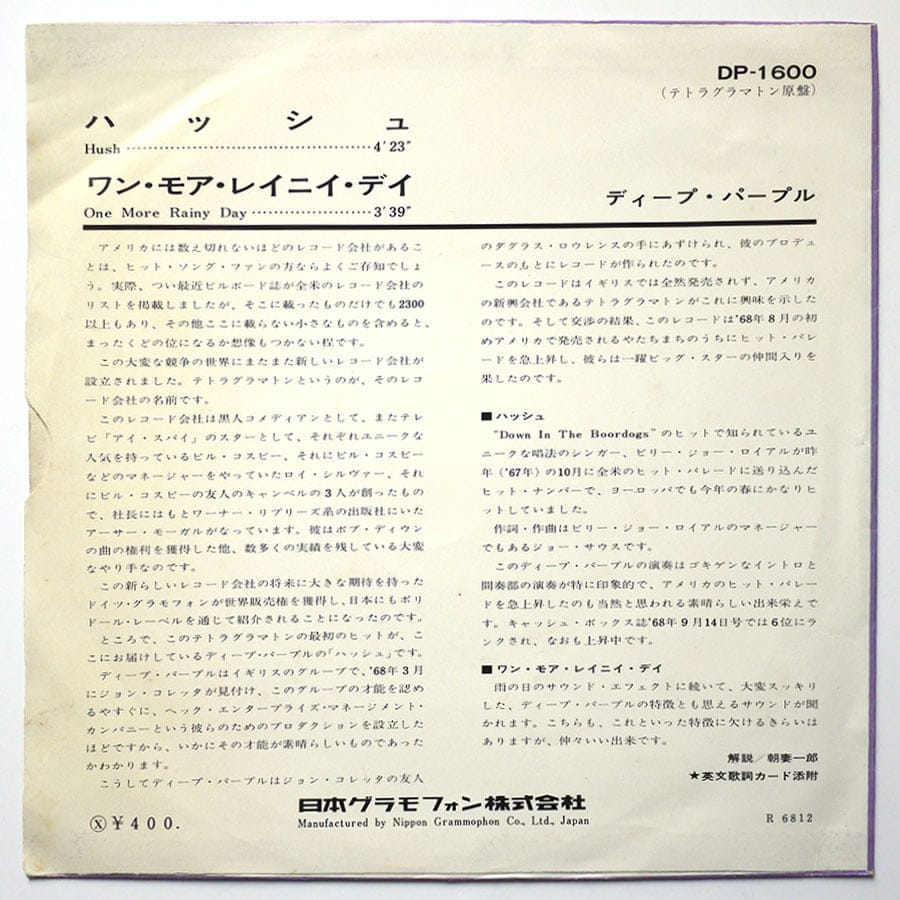 DP-1600
(テトラグラマトン原盤)
ハッシュ
Hush ·········································· 4′23″
ワン・モア・レイニイ・デイ
One More Rainy Day ····················· 3′39″
ディープ・パープル
アメリカには数え切れないほどのレコード会社があるこ
とは、ヒット・ソング・ファンの方ならよくご存知でしょ
う。実際、つい最近ビルボード誌が全米のレコード会社の
リストを掲載しましたが、そこに載ったものだけでも2300
以上もあり、その他ここに載らない小さなものを含めると、
まったくどの位になるか想像もつかない程です。
この大変な競争の世界にまたまた新しいレコード会社が
設立されました。テトラグラマトンというのが、そのレコ
ード会社の名前です。
このレコード会社は黒人コメディアンとして、またテレ
ビ「アイ・スパイ」のスターとして、それぞれユニークな
人気を持っているビル・コスビー、それにビル・コスビー
などのマネージャーをやっていたロイ・シルヴァー、それ
にビル・コスビーの友人のキャンベルの3人が創ったもの
で、社長にはもとワーナー・リプリーズ系の出版社にいた
アーサー・モーガルがなっています。彼はボブ・ディウン
の曲の権利を獲得した他、数多くの実績を残している大変
なやり手なのです。
この新らしいレコード会社の将来に大きな期待を持った
ドイツ・グラモフォンが世界販売権を獲得し、日本にもポリ
ドール・レーベルを通じて紹介されることになったのです。
ところで、このテトラグラマトンの最初のヒットが、こ
こにお届けしているディープ・パープルの「ハッシュ」です。
ディープ・パープルはイギリスのグループで、'68年3月
にジョン・コレッタが見付け、このグループの才能を認め
るやすぐに、ヘック・エンタープライズ・マネージメント・
カンバニーという彼らのためのプロダクションを設立した
ほどですから、いかにその才能が素晴らしいものであった
かわかります。
こうしてディープ・パープルはジョン・コレッタの友人
のダグラス・ロウレンスの手にあずけられ、彼のプロデュ
ースのもとにレコードが作られたのです。
このレコードはイギリスでは全然発売されず、アメリカ
の新興会社であるテトラグラマトンがこれに興味を示した
のです。そして交渉の結果、このレコードは'68年8月の初
めアメリカで発売されるやたちまちのうちにヒット・パレ
ードを急上昇し、彼らは一躍ビッグ・スターの仲間入りを
果したのです。
■ハッシュ
“Down In The Boordogs”のヒットで知られているユ
ニークな唱法のシンガー、ビリー・ジョー・ロイアルが昨
年('67年)の10月に全米のヒット・パレードに送り込んだ
ヒット・ナンバーで、ヨーロッパでも今年の春にかなりヒ
ットしていました。
作詞・作曲はビリー・ジョー・ロイアルのマネージャー
でもあるジョー・サウスです。
このディープ・パープルの演奏はゴキゲンなイントロと
間奏部の演奏が特に印象的で、アメリカのヒット・パレー
ドを急上昇したのも当然と思われる素晴らしい出来栄えで
す。キャッシュ・ボックス誌'68年9月14日号では6位にラ
ンクされ、なおも上昇中です。
■ワン・モア・レイニイ・デイ
雨の日のサウンド・エフェクトに続いて、大変スッキリ
した、ディープ・パープルの特徴とも思えるサウンドが聞
かれます。こちらも、これといった特徴に欠けるきらいは
ありますが、仲々いい出来です。
解説/朝妻一郎
★英文歌詞カード添附
日本グラモフォン株式会社
Manufactured by Nippon Grammophon Co., Ltd., Japan
Ⓧ¥400.
R 6812